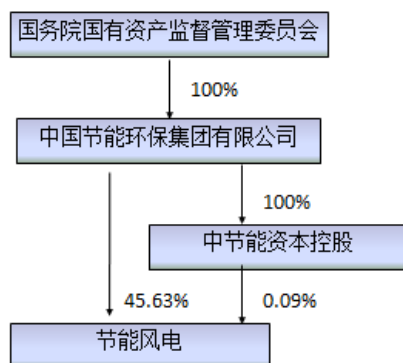 国务院国有资产监督管理委员会
100%
中国节能环保集团有限公司
100%
中节能资本控股
45.63%
0.09%
节能风电